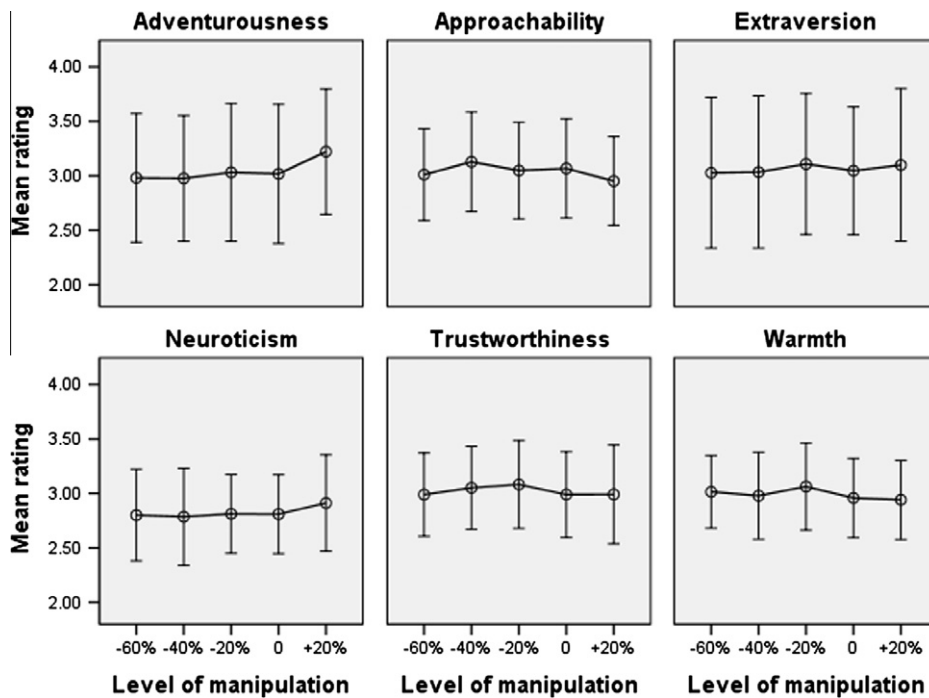 Adventurousness Approachability Extraversion
Mean rating
4.00
3.50
3.00
2.50
2.00
Neuroticism Trustworthiness Warmth
Mean rating
4.00
3.50
3.00
2.50
2.00
-60% -40% -20% 0 +20% -60% -40% -20% 0 +20% -60% -40% -20% 0 +20%
Level of manipulation Level of manipulation Level of manipulation